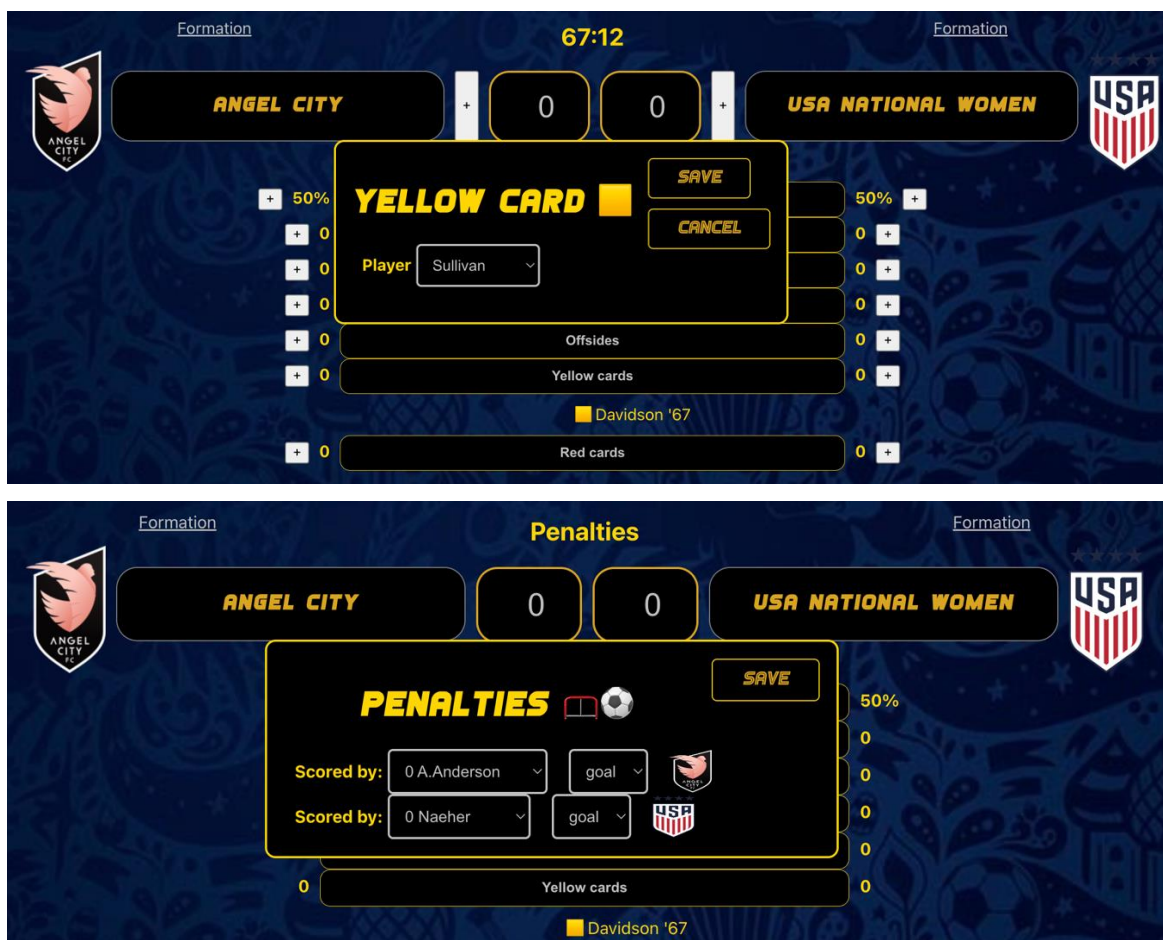 Formation
67:12
Formation
ANGEL CITY
+
0
0
+
USA NATIONAL WOMEN
USA
ANGEL
CITY
FC
YELLOW CARD
SAVE
CANCEL
Player
Sullivan
+ 50%
50% +
+ 0
0 +
+ 0
0 +
+ 0
0 +
+ 0 Offsides 0 +
+ 0 Yellow cards 0 +
Davidson '67
+ 0 Red cards 0 +
Formation
Penalties
Formation
ANGEL CITY
0
0
USA NATIONAL WOMEN
USA
ANGEL
CITY
FC
PENALTIES
SAVE
50%
0
0
0
0
Scored by: 0 A.Anderson goal
Scored by: 0 Naeher goal USA
0 Yellow cards 0
Davidson '67